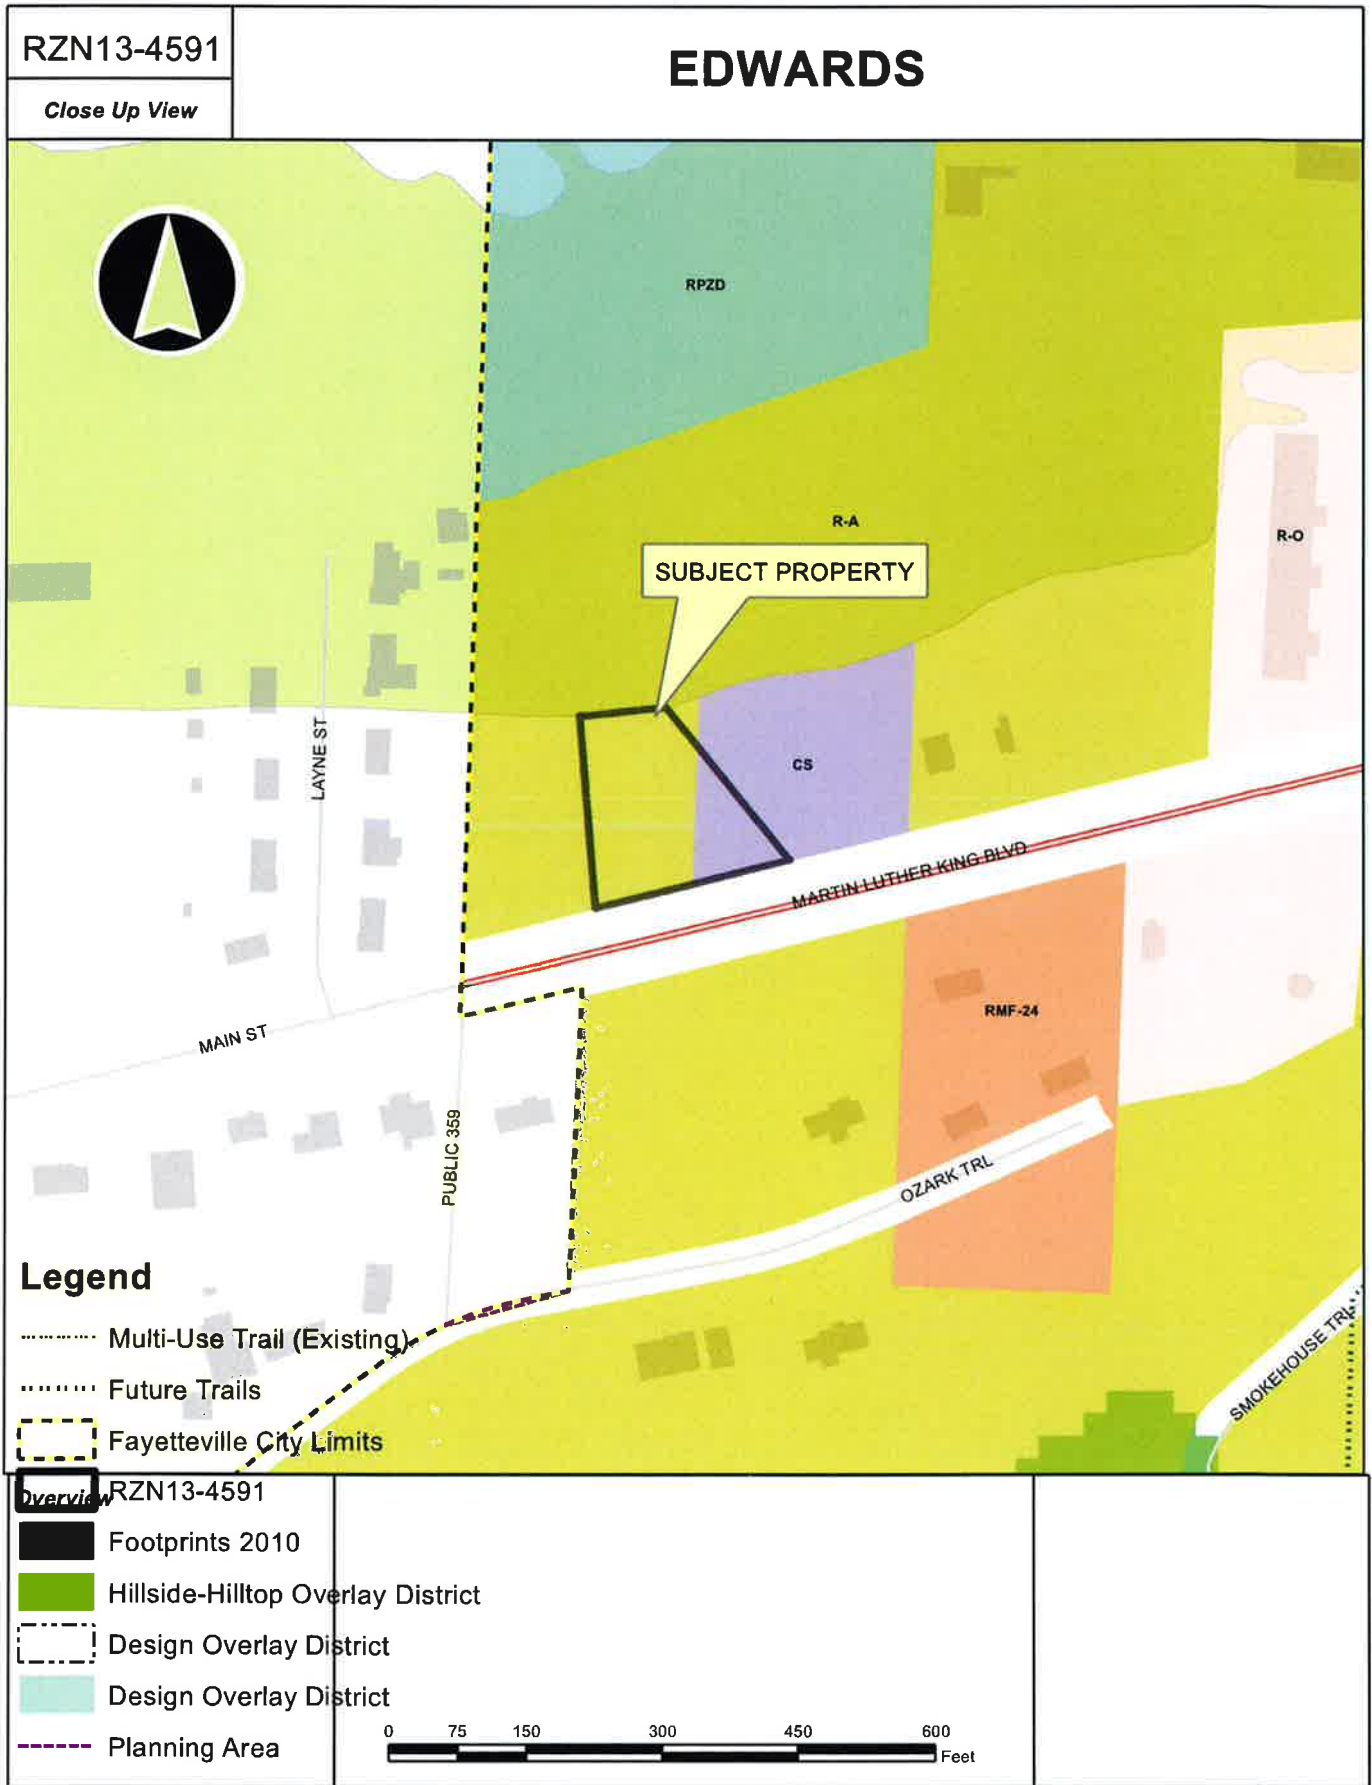 RZN13-4591
EDWARDS
Close Up View
RPZD
R-A
R-O
SUBJECT PROPERTY
LAYNE ST
CS
MARTIN LUTHER KING BLVD
RMF-24
MAIN ST
PUBLIC 359
OZARK TRL
SMOKEHOUSE TRL
Legend
Multi-Use Trail (Existing)
Future Trails
Fayetteville City Limits
Overview
RZN13-4591
Footprints 2010
Hillside-Hilltop Overlay District
Design Overlay District
Design Overlay District
Planning Area
0 75 150 300 450 600
Feet